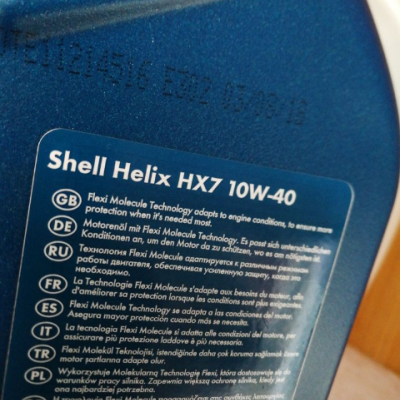 TE11214516 E302 03/08/13
Shell Helix HX7 10W-40
GB Flexi Molecule Technology adapts to engine conditions, to ensure more
protection when it's needed most.
DE Motorenöl mit Flexi Molecule Technology. Es passt sich unterschiedlichen
Konditionen an, um den Motor da zu schützen, wo es am nötigsten ist.
RU Технология Flexi Molecule адаптируется к различным режимам
работы двигателя, обеспечивая усиленную защиту, когда это
необходимо.
FR La Technologie Flexi Molecule s'adapte aux besoins du moteur, afin
d'améliorer sa protection lorsque les conditions sont plus exigeantes.
ES Flexi Molecule Technology se adapta a las condiciones del motor.
Asegura mayor protección cuando más se necesita.
IT La tecnologia Flexi Molecule si adatta alle condizioni del motore, per
assicurare più protezione laddove è più necessario.
TR Flexi Molekül Teknolojisi, istendiğinde daha çok koruma sağlamak üzere
motor şartlarına adapte olur.
PL Wykorzystuje Molekularną Technologię Flexi, która dostosowuje się do
warunków pracy silnika. Zapewnia większą ochronę silnika, kiedy jest
ona najbardziej potrzebna.